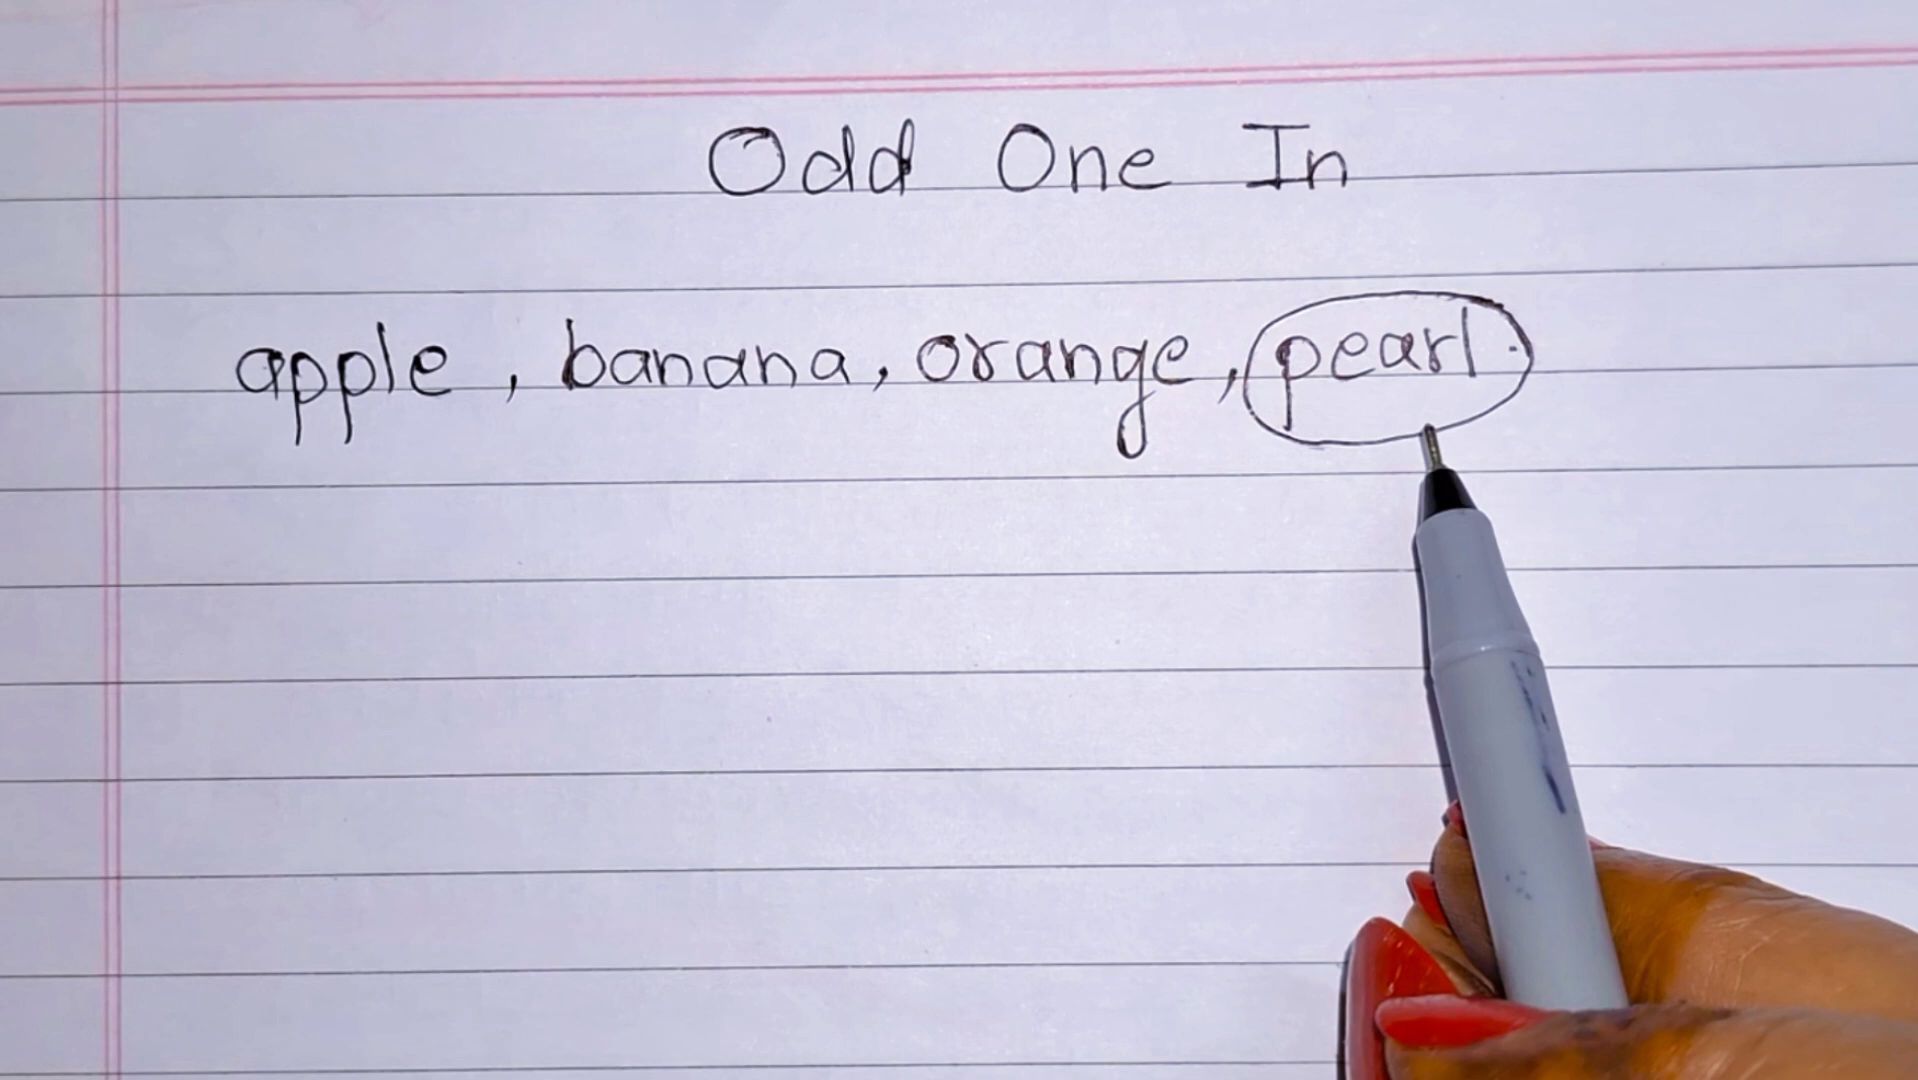 Odd One In
apple, banana, orange, pearl.